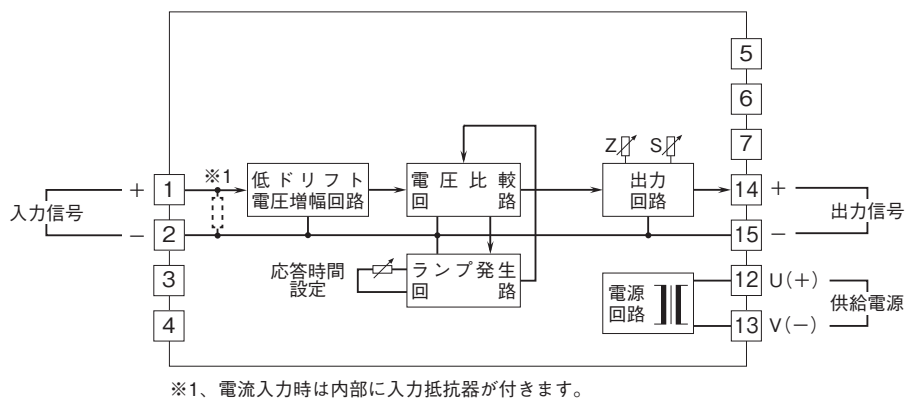 5
6
7
Z S
※1
+ 1 低ドリフト 電圧比較 出力 14 +
電圧増幅回路 回路 回路
入力信号 出力信号
− 2 15 −
応答時間 ランプ発生
設定 回路
3
4
電源
回路
12 U(+)
供給電源
13 V(−)
※1、電流入力時は内部に入力抵抗器が付きます。